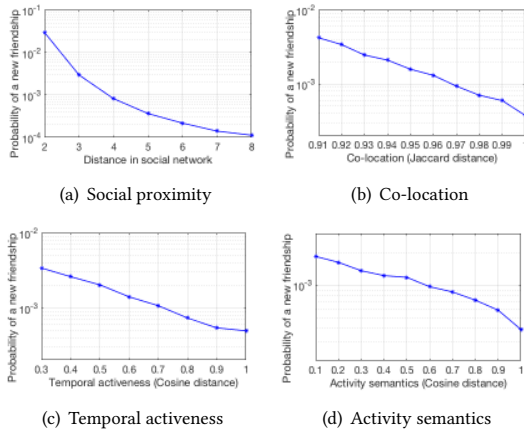 Probability of a new friendship
10^-1
10^-2
10^-3
10^-4
2 3 4 5 6 7 8
Distance in social network
(a) Social proximity
Probability of a new friendship
10^-2
10^-3
0.91 0.92 0.93 0.94 0.95 0.96 0.97 0.98 0.99 1
Co-location (Jaccard distance)
(b) Co-location
Probability of a new friendship
10^-2
10^-3
0.3 0.4 0.5 0.6 0.7 0.8 0.9 1
Temporal activeness (Cosine distance)
(c) Temporal activeness
Probability of a new friendship
10^-3
0.1 0.2 0.3 0.4 0.5 0.6 0.7 0.8 0.9 1
Activity semantics (Cosine distance)
(d) Activity semantics